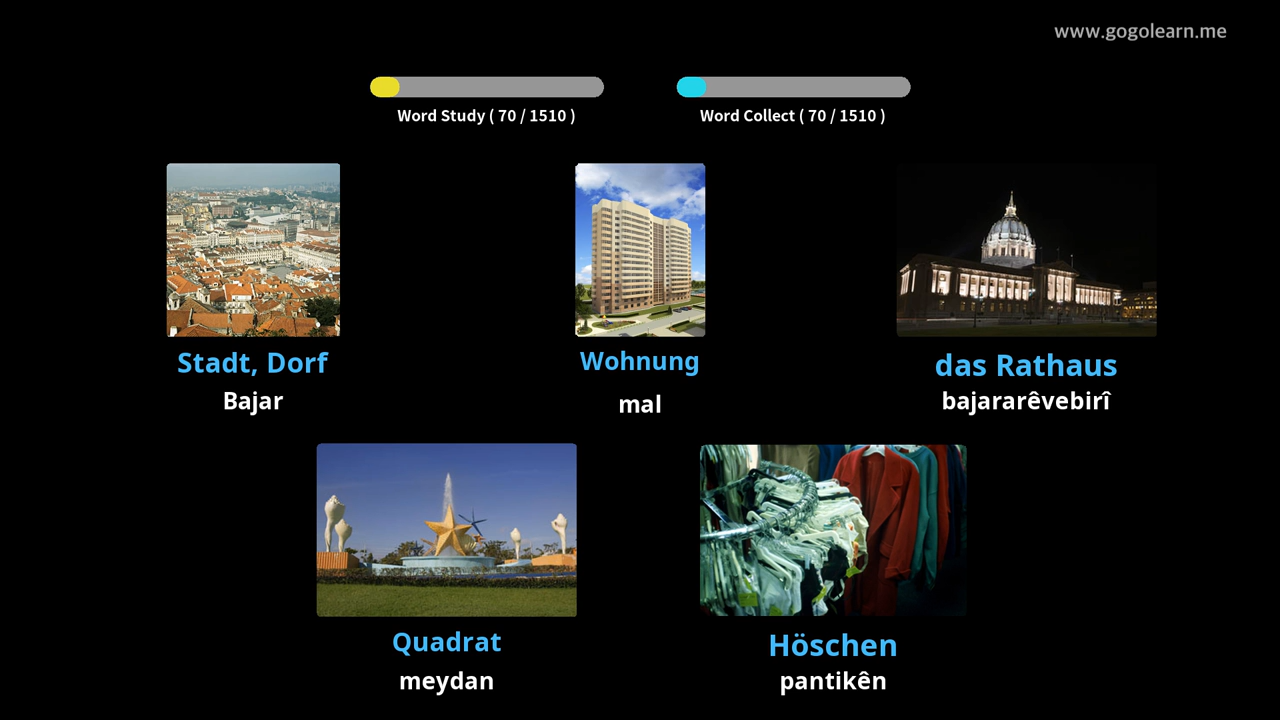 www.gogolearn.me
Word Study ( 70 / 1510 )
Word Collect ( 70 / 1510 )
Stadt, Dorf
Bajar
Wohnung
mal
das Rathaus
bajararêvebirî
Quadrat
meydan
Höschen
pantikên